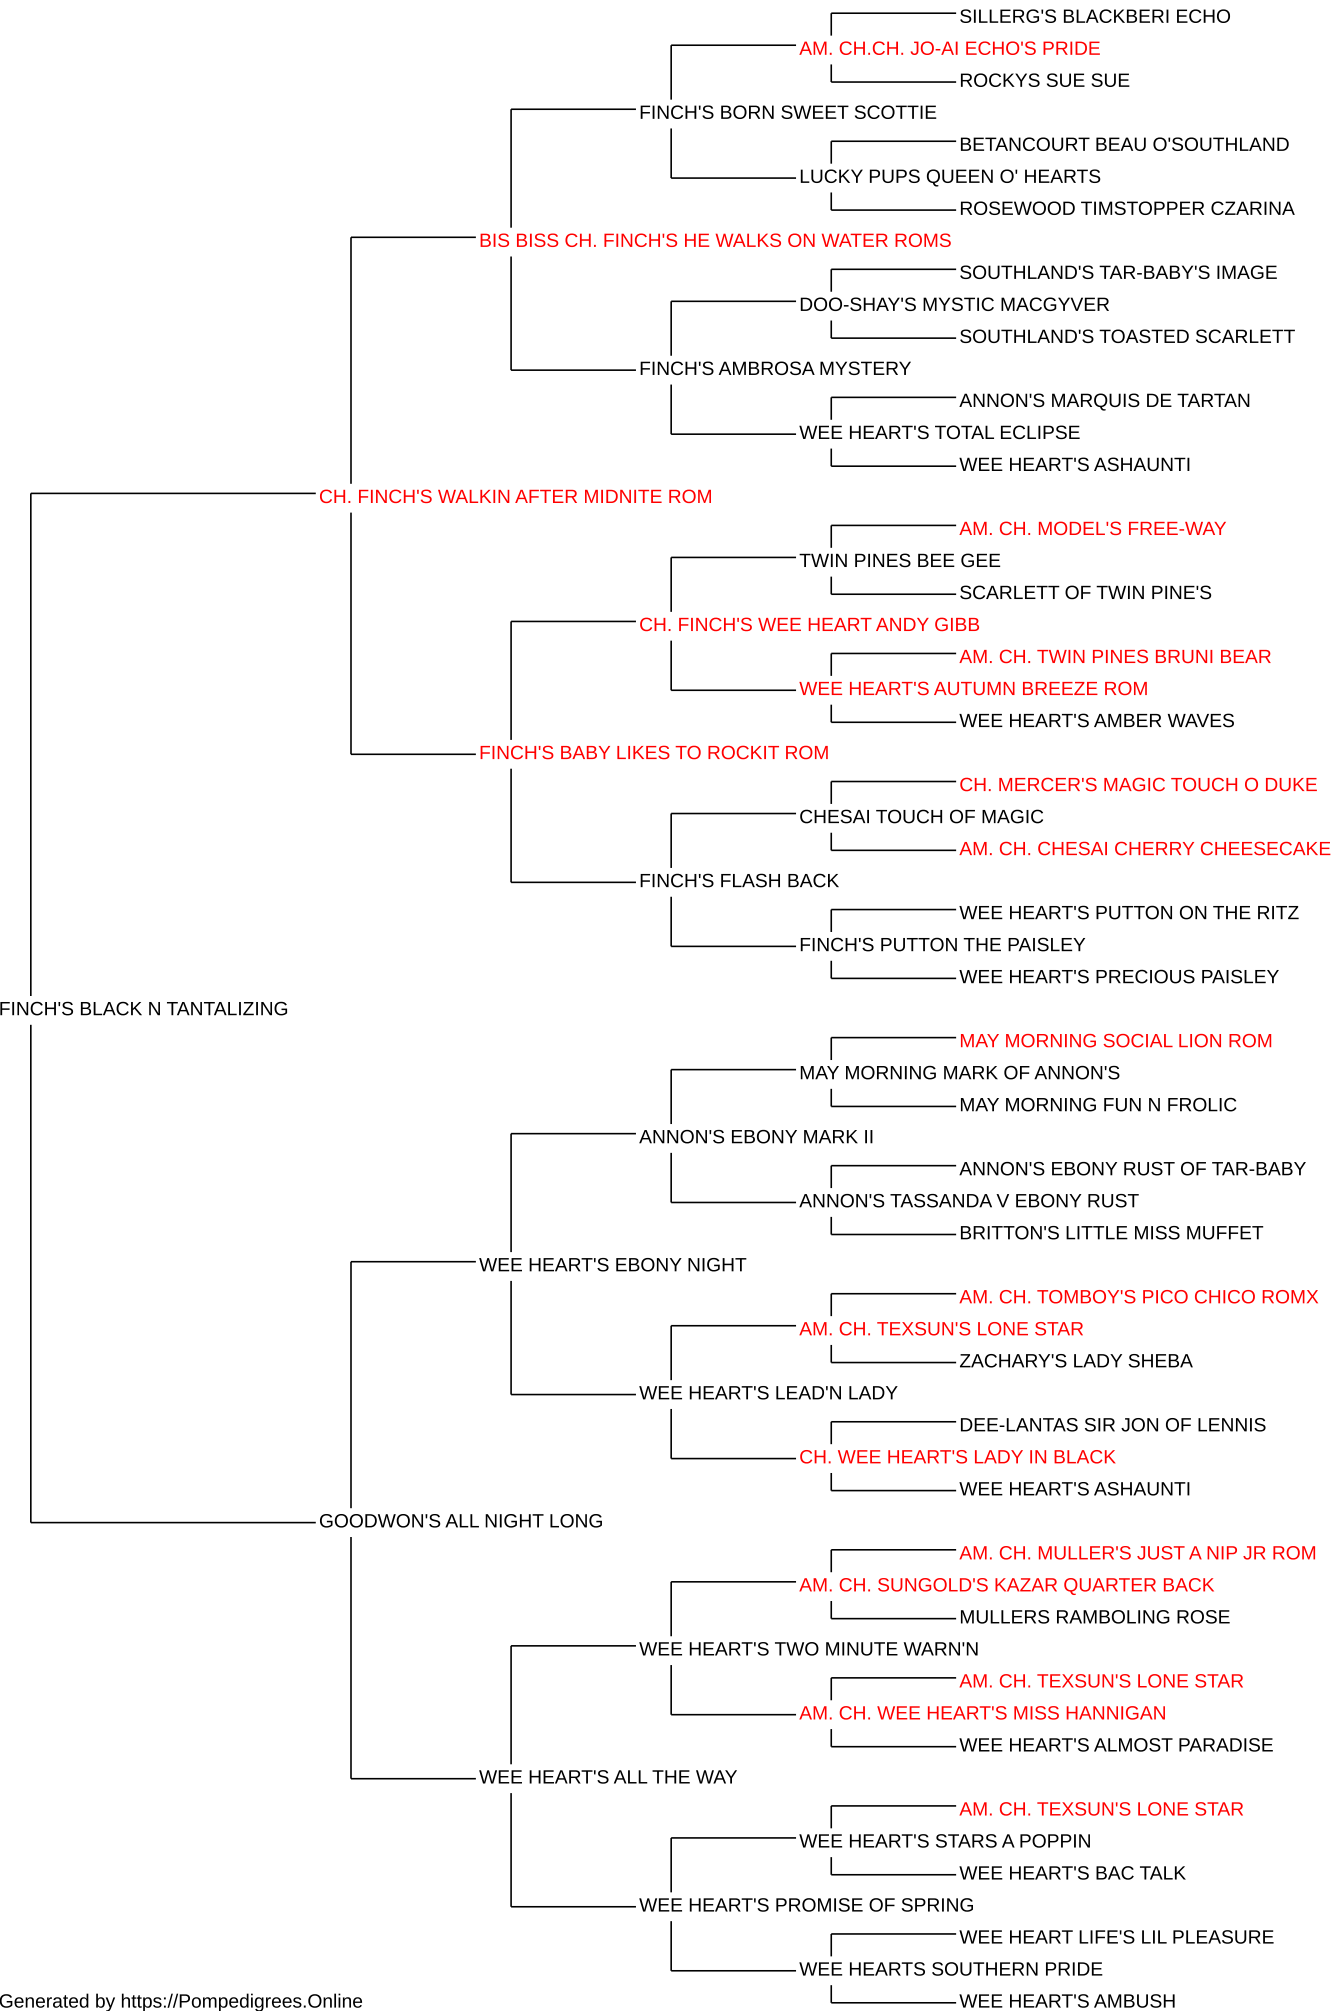 SILLERG'S BLACKBERI ECHO
AM. CH.CH. JO-AI ECHO'S PRIDE
ROCKYS SUE SUE
FINCH'S BORN SWEET SCOTTIE
BETANCOURT BEAU O'SOUTHLAND
LUCKY PUPS QUEEN O' HEARTS
ROSEWOOD TIMSTOPPER CZARINA
BIS BISS CH. FINCH'S HE WALKS ON WATER ROMS
SOUTHLAND'S TAR-BABY'S IMAGE
DOO-SHAY'S MYSTIC MACGYVER
SOUTHLAND'S TOASTED SCARLETT
FINCH'S AMBROSA MYSTERY
ANNON'S MARQUIS DE TARTAN
WEE HEART'S TOTAL ECLIPSE
WEE HEART'S ASHAUNTI
CH. FINCH'S WALKIN AFTER MIDNITE ROM
AM. CH. MODEL'S FREE-WAY
TWIN PINES BEE GEE
SCARLETT OF TWIN PINE'S
CH. FINCH'S WEE HEART ANDY GIBB
AM. CH. TWIN PINES BRUNI BEAR
WEE HEART'S AUTUMN BREEZE ROM
WEE HEART'S AMBER WAVES
FINCH'S BABY LIKES TO ROCKIT ROM
CH. MERCER'S MAGIC TOUCH O DUKE
CHESAI TOUCH OF MAGIC
AM. CH. CHESAI CHERRY CHEESECAKE
FINCH'S FLASH BACK
WEE HEART'S PUTTON ON THE RITZ
FINCH'S PUTTON THE PAISLEY
WEE HEART'S PRECIOUS PAISLEY
FINCH'S BLACK N TANTALIZING
MAY MORNING SOCIAL LION ROM
MAY MORNING MARK OF ANNON'S
MAY MORNING FUN N FROLIC
ANNON'S EBONY MARK II
ANNON'S EBONY RUST OF TAR-BABY
ANNON'S TASSANDA V EBONY RUST
BRITTON'S LITTLE MISS MUFFET
WEE HEART'S EBONY NIGHT
AM. CH. TOMBOY'S PICO CHICO ROMX
AM. CH. TEXSUN'S LONE STAR
ZACHARY'S LADY SHEBA
WEE HEART'S LEAD'N LADY
DEE-LANTAS SIR JON OF LENNIS
CH. WEE HEART'S LADY IN BLACK
WEE HEART'S ASHAUNTI
GOODWON'S ALL NIGHT LONG
AM. CH. MULLER'S JUST A NIP JR ROM
AM. CH. SUNGOLD'S KAZAR QUARTER BACK
MULLERS RAMBOLING ROSE
WEE HEART'S TWO MINUTE WARN'N
AM. CH. TEXSUN'S LONE STAR
AM. CH. WEE HEART'S MISS HANNIGAN
WEE HEART'S ALMOST PARADISE
WEE HEART'S ALL THE WAY
AM. CH. TEXSUN'S LONE STAR
WEE HEART'S STARS A POPPIN
WEE HEART'S BAC TALK
WEE HEART'S PROMISE OF SPRING
WEE HEART LIFE'S LIL PLEASURE
WEE HEARTS SOUTHERN PRIDE
WEE HEART'S AMBUSH
Generated by https://Pompedigrees.Online